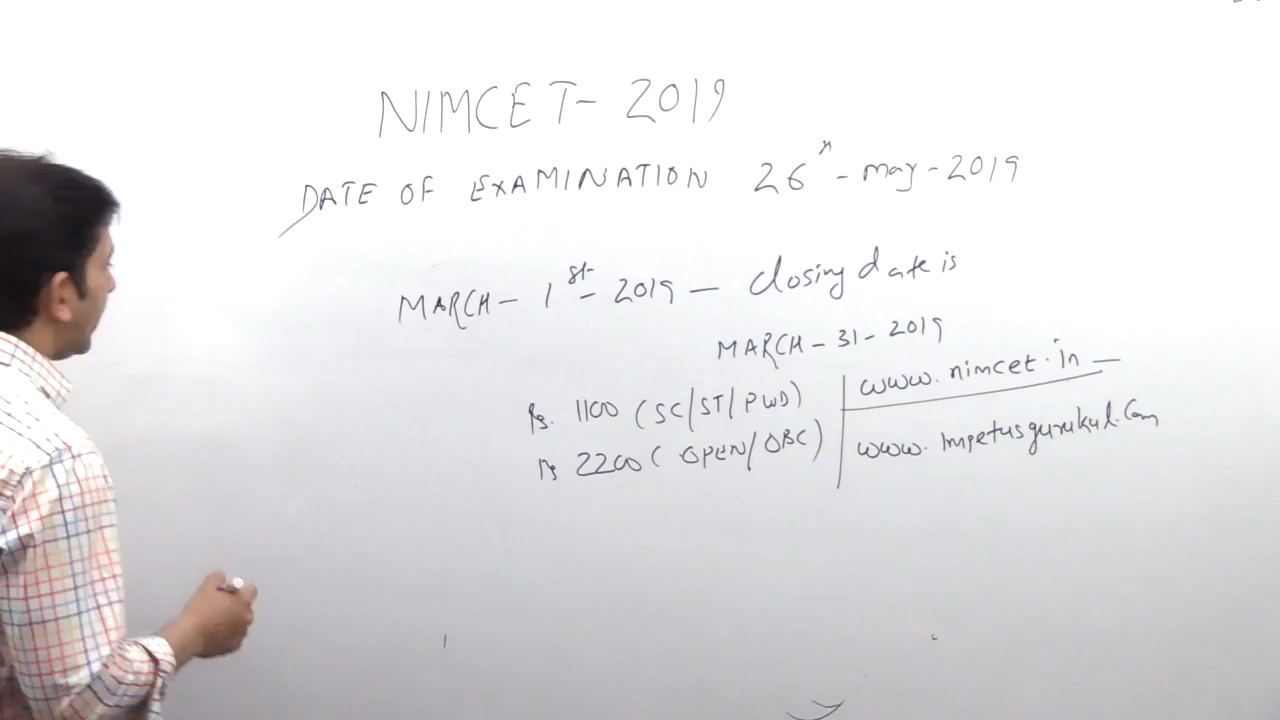 NIMCET- 2019
DATE OF EXAMINATION 26 - may - 2019
MARCH - 1st - 2019 — closing date is
MARCH - 31 - 2019
Rs. 1100 (SC/ST/PWD)
Rs 2200 ( OPEN/OBC)
www.nimcet.in —
www.impetusgurukul.com